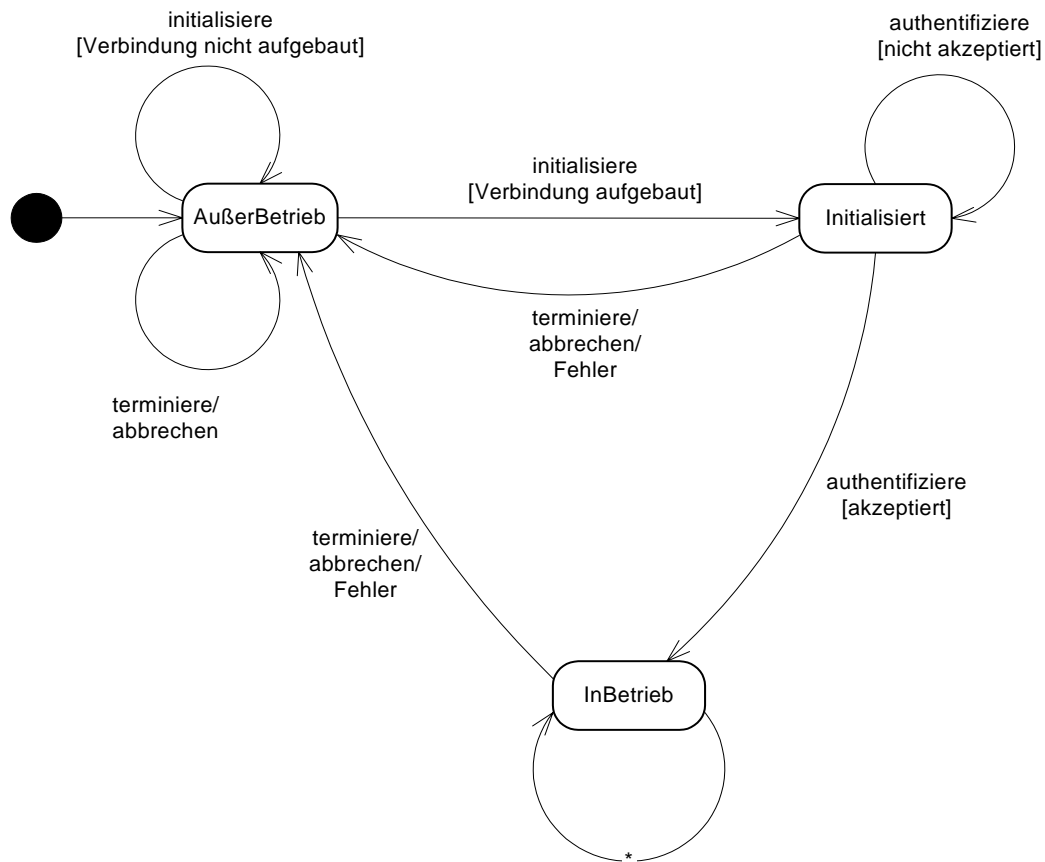 initialisiere
[Verbindung nicht aufgebaut]
authentifiziere
[nicht akzeptiert]
initialisiere
[Verbindung aufgebaut]
AußerBetrieb
Initialisiert
terminiere/
abbrechen/
Fehler
terminiere/
abbrechen
authentifiziere
[akzeptiert]
terminiere/
abbrechen/
Fehler
InBetrieb
*